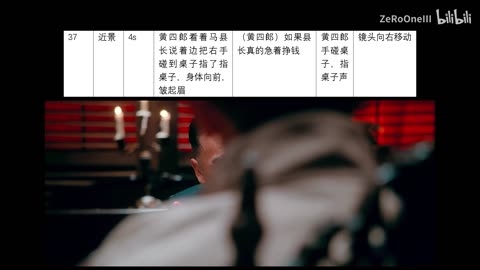 ZeRoOneIII bilibili
37 近景 4s 黄四郎看着马县 (黄四郎)如果县 黄四郎 镜头向右移动
长说着边把右手 长真的急着挣钱 手碰桌
碰到桌子指了指 子，指
桌子，身体向前， 桌子声
皱起眉